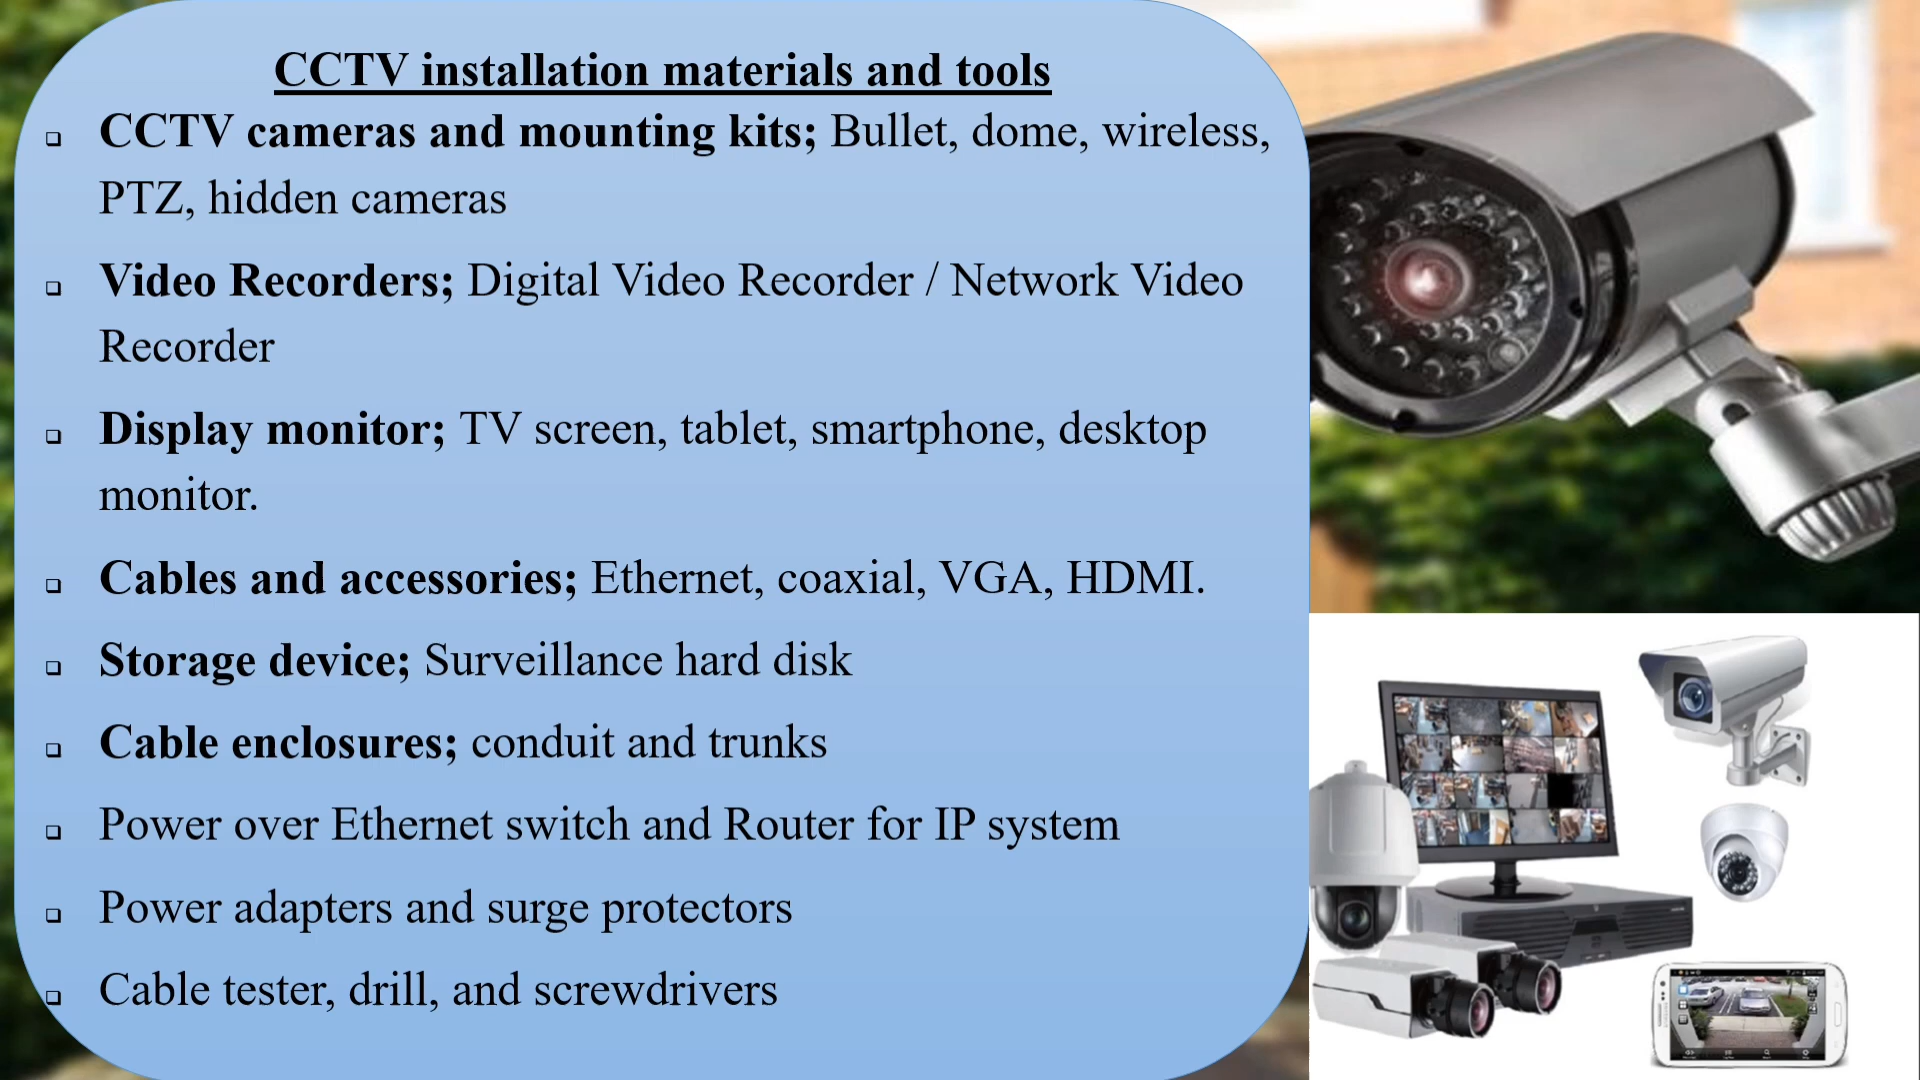 CCTV installation materials and tools
❑ CCTV cameras and mounting kits; Bullet, dome, wireless,
PTZ, hidden cameras
❑ Video Recorders; Digital Video Recorder / Network Video
Recorder
❑ Display monitor; TV screen, tablet, smartphone, desktop
monitor.
❑ Cables and accessories; Ethernet, coaxial, VGA, HDMI.
❑ Storage device; Surveillance hard disk
❑ Cable enclosures; conduit and trunks
❑ Power over Ethernet switch and Router for IP system
❑ Power adapters and surge protectors
❑ Cable tester, drill, and screwdrivers